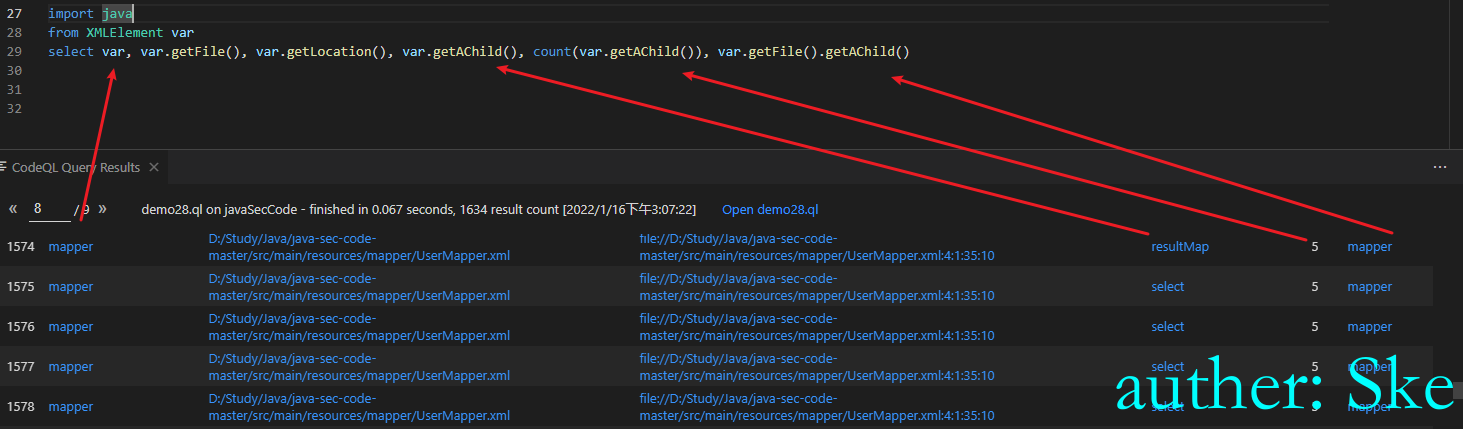 27 import java
28 from XMLElement var
29 select var, var.getFile(), var.getLocation(), var.getAChild(), count(var.getAChild()), var.getFile().getAChild()
30
31
32
CodeQL Query Results ✕ ···
« 8 / 9 » demo28.ql on javaSecCode - finished in 0.067 seconds, 1634 result count [2022/1/16下午3:07:22] Open demo28.ql
1574 mapper D:/Study/Java/java-sec-code- file://D:/Study/Java/java-sec-code- resultMap 5 mapper
master/src/main/resources/mapper/UserMapper.xml master/src/main/resources/mapper/UserMapper.xml:4:1:35:10
1575 mapper D:/Study/Java/java-sec-code- file://D:/Study/Java/java-sec-code- select 5 mapper
master/src/main/resources/mapper/UserMapper.xml master/src/main/resources/mapper/UserMapper.xml:4:1:35:10
1576 mapper D:/Study/Java/java-sec-code- file://D:/Study/Java/java-sec-code- select 5 mapper
master/src/main/resources/mapper/UserMapper.xml master/src/main/resources/mapper/UserMapper.xml:4:1:35:10
1577 mapper D:/Study/Java/java-sec-code- file://D:/Study/Java/java-sec-code- select 5 mapper
master/src/main/resources/mapper/UserMapper.xml master/src/main/resources/mapper/UserMapper.xml:4:1:35:10
1578 mapper D:/Study/Java/java-sec-code- file://D:/Study/Java/java-sec-code- select 5 mapper
master/src/main/resources/mapper/UserMapper.xml master/src/main/resources/mapper/UserMapper.xml:4:1:35:10
auther: Ske